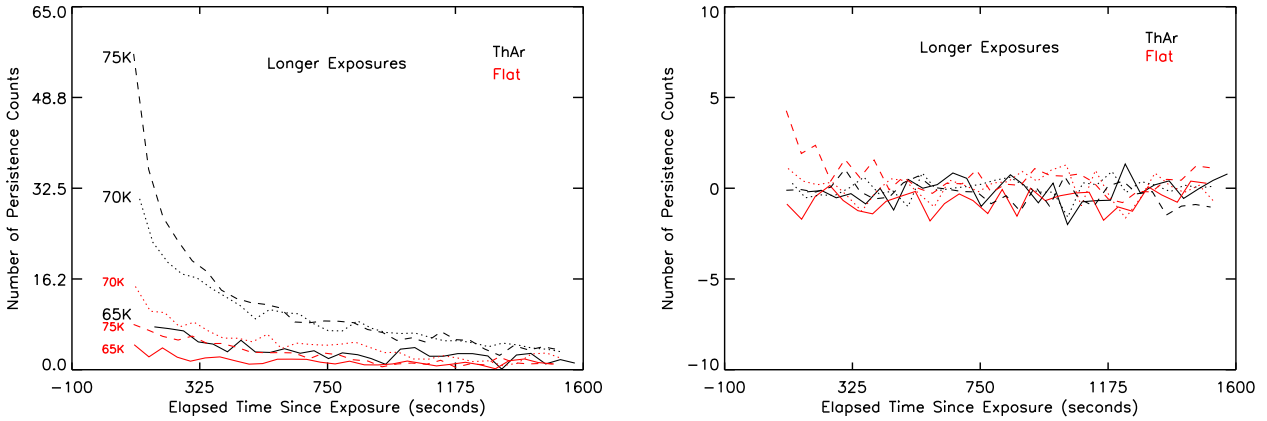 Number of Persistence Counts
65.0
48.8
32.5
16.2
0.0
75K
70K
70K
65K
75K
65K
Longer Exposures
ThAr
Flat
-100
325
750
1175
1600
Elapsed Time Since Exposure (seconds)
Number of Persistence Counts
10
5
0
-5
-10
Longer Exposures
ThAr
Flat
-100
325
750
1175
1600
Elapsed Time Since Exposure (seconds)